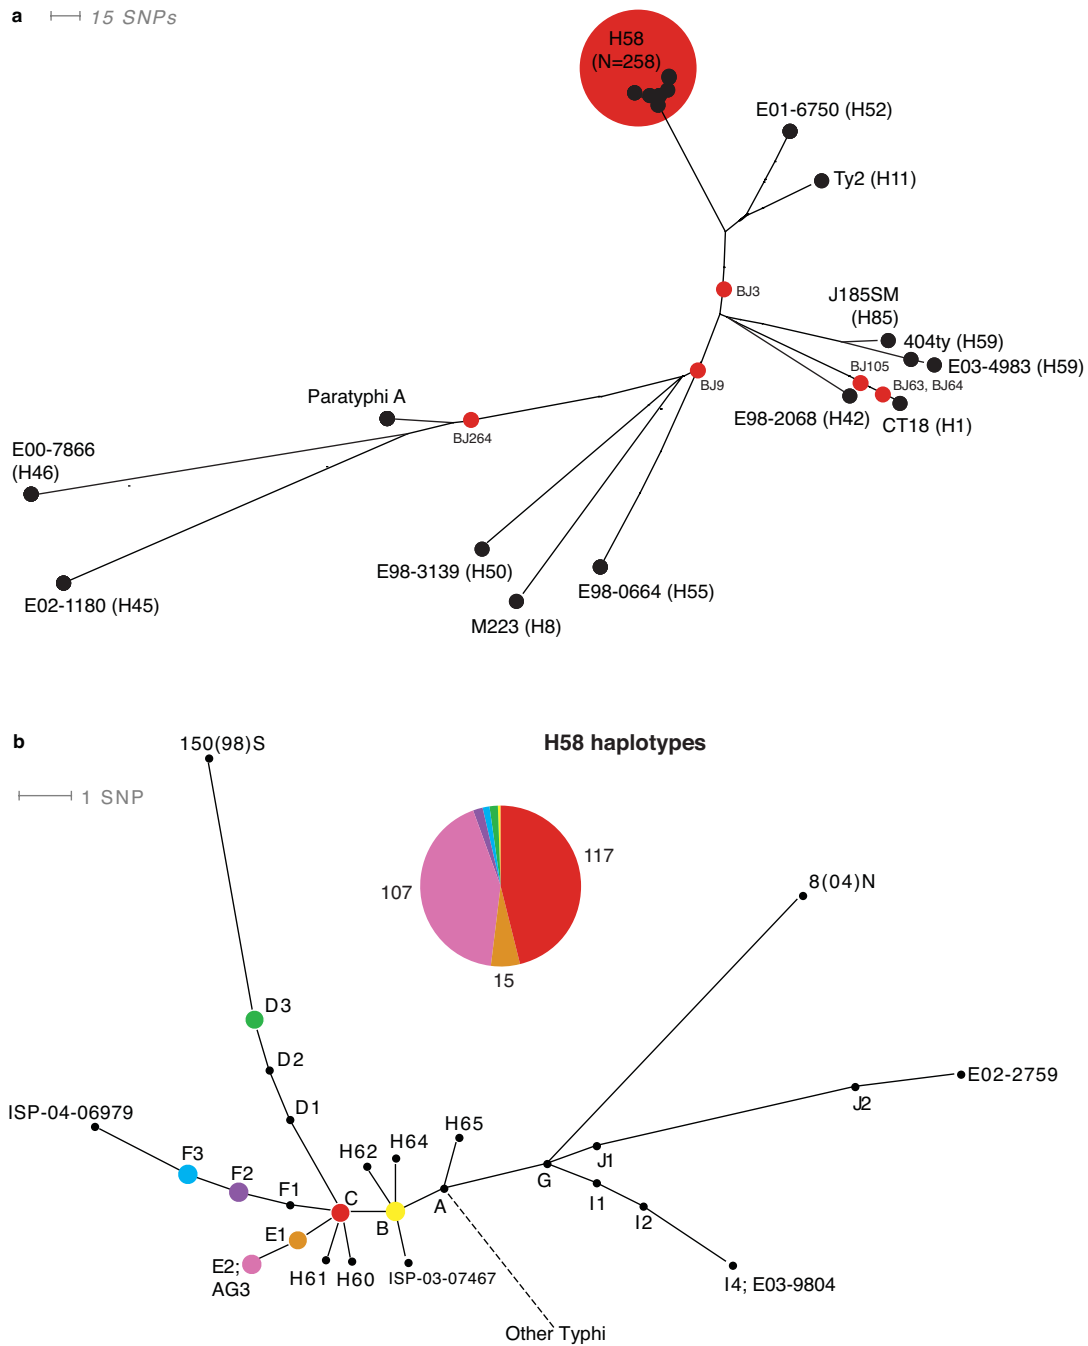 a
15 SNPs
H58
(N=258)
E01-6750 (H52)
Ty2 (H11)
BJ3
J185SM
(H85)
404ty (H59)
E03-4983 (H59)
BJ105
BJ63, BJ64
BJ9
E98-2068 (H42)
CT18 (H1)
Paratyphi A
BJ264
E00-7866
(H46)
E98-3139 (H50)
E98-0664 (H55)
E02-1180 (H45)
M223 (H8)
b
150(98)S
H58 haplotypes
1 SNP
117
107
15
8(04)N
D3
D2
E02-2759
J2
D1
ISP-04-06979
H65
H64
H62
F3
F2
F1
C
B
A
G
J1
I1
I2
E1
E2;
AG3
H61
H60
ISP-03-07467
I4; E03-9804
Other Typhi